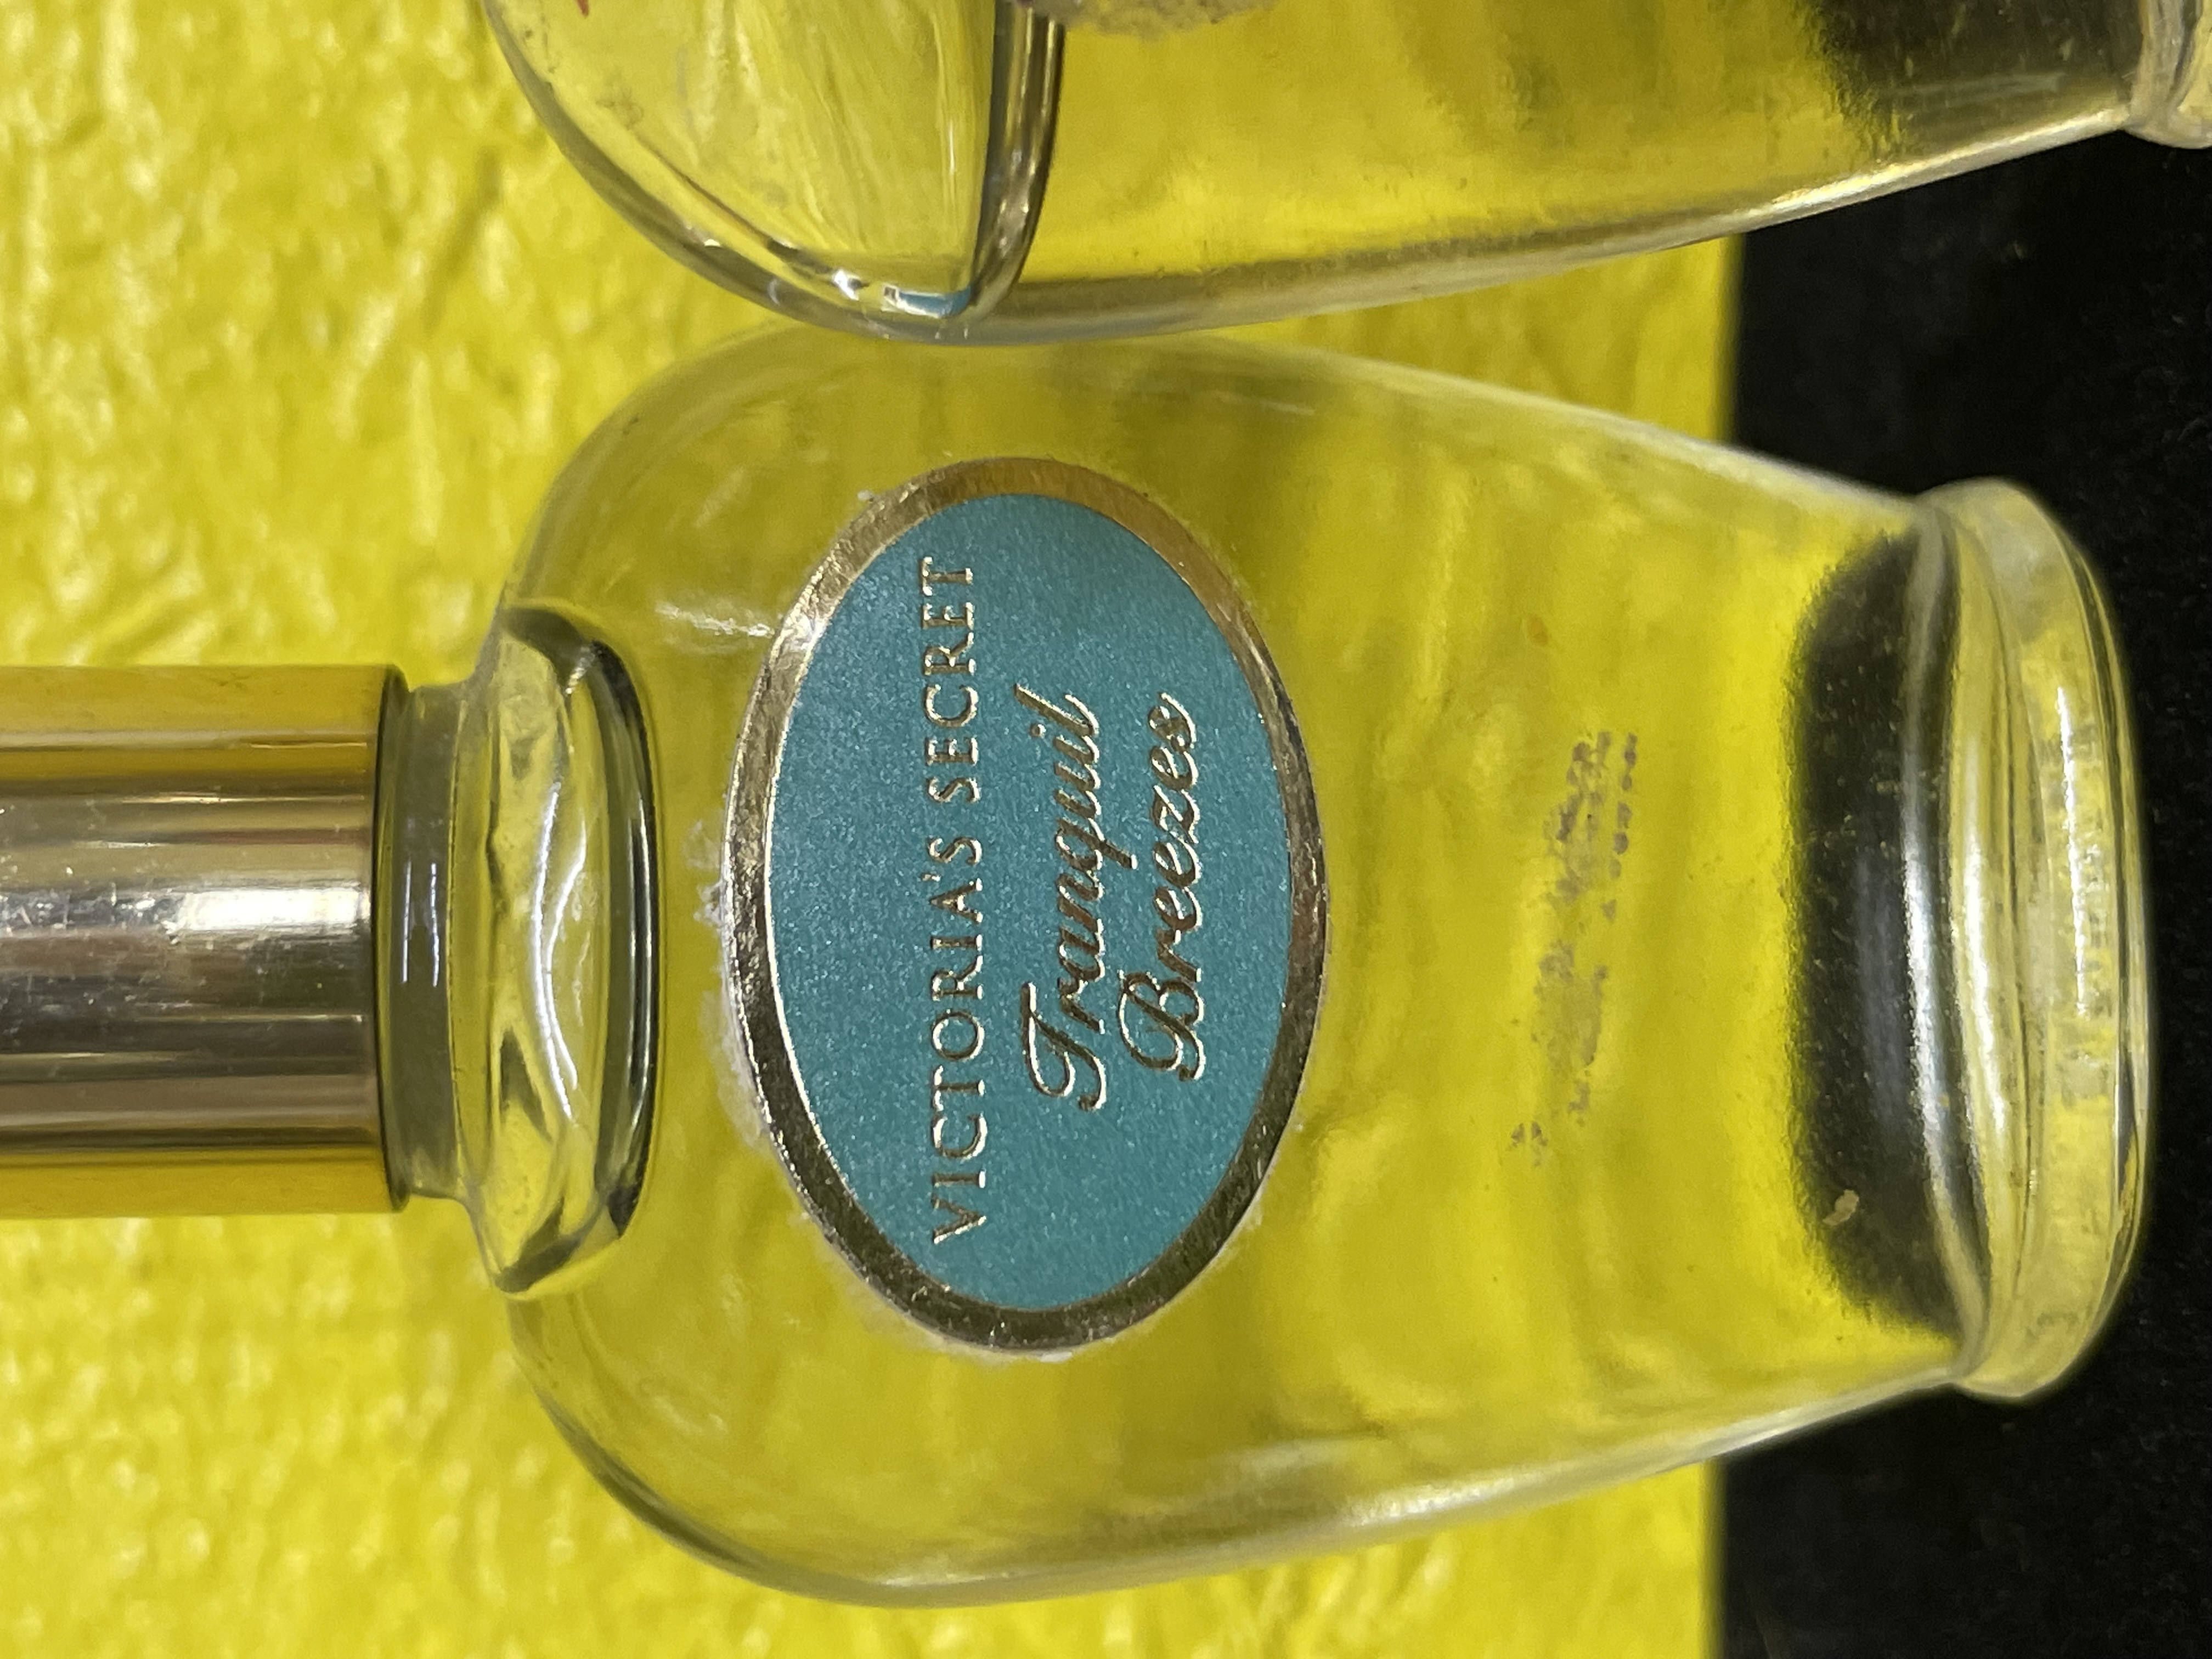 VICTORIA'S SECRET
Tranquil
Breezes